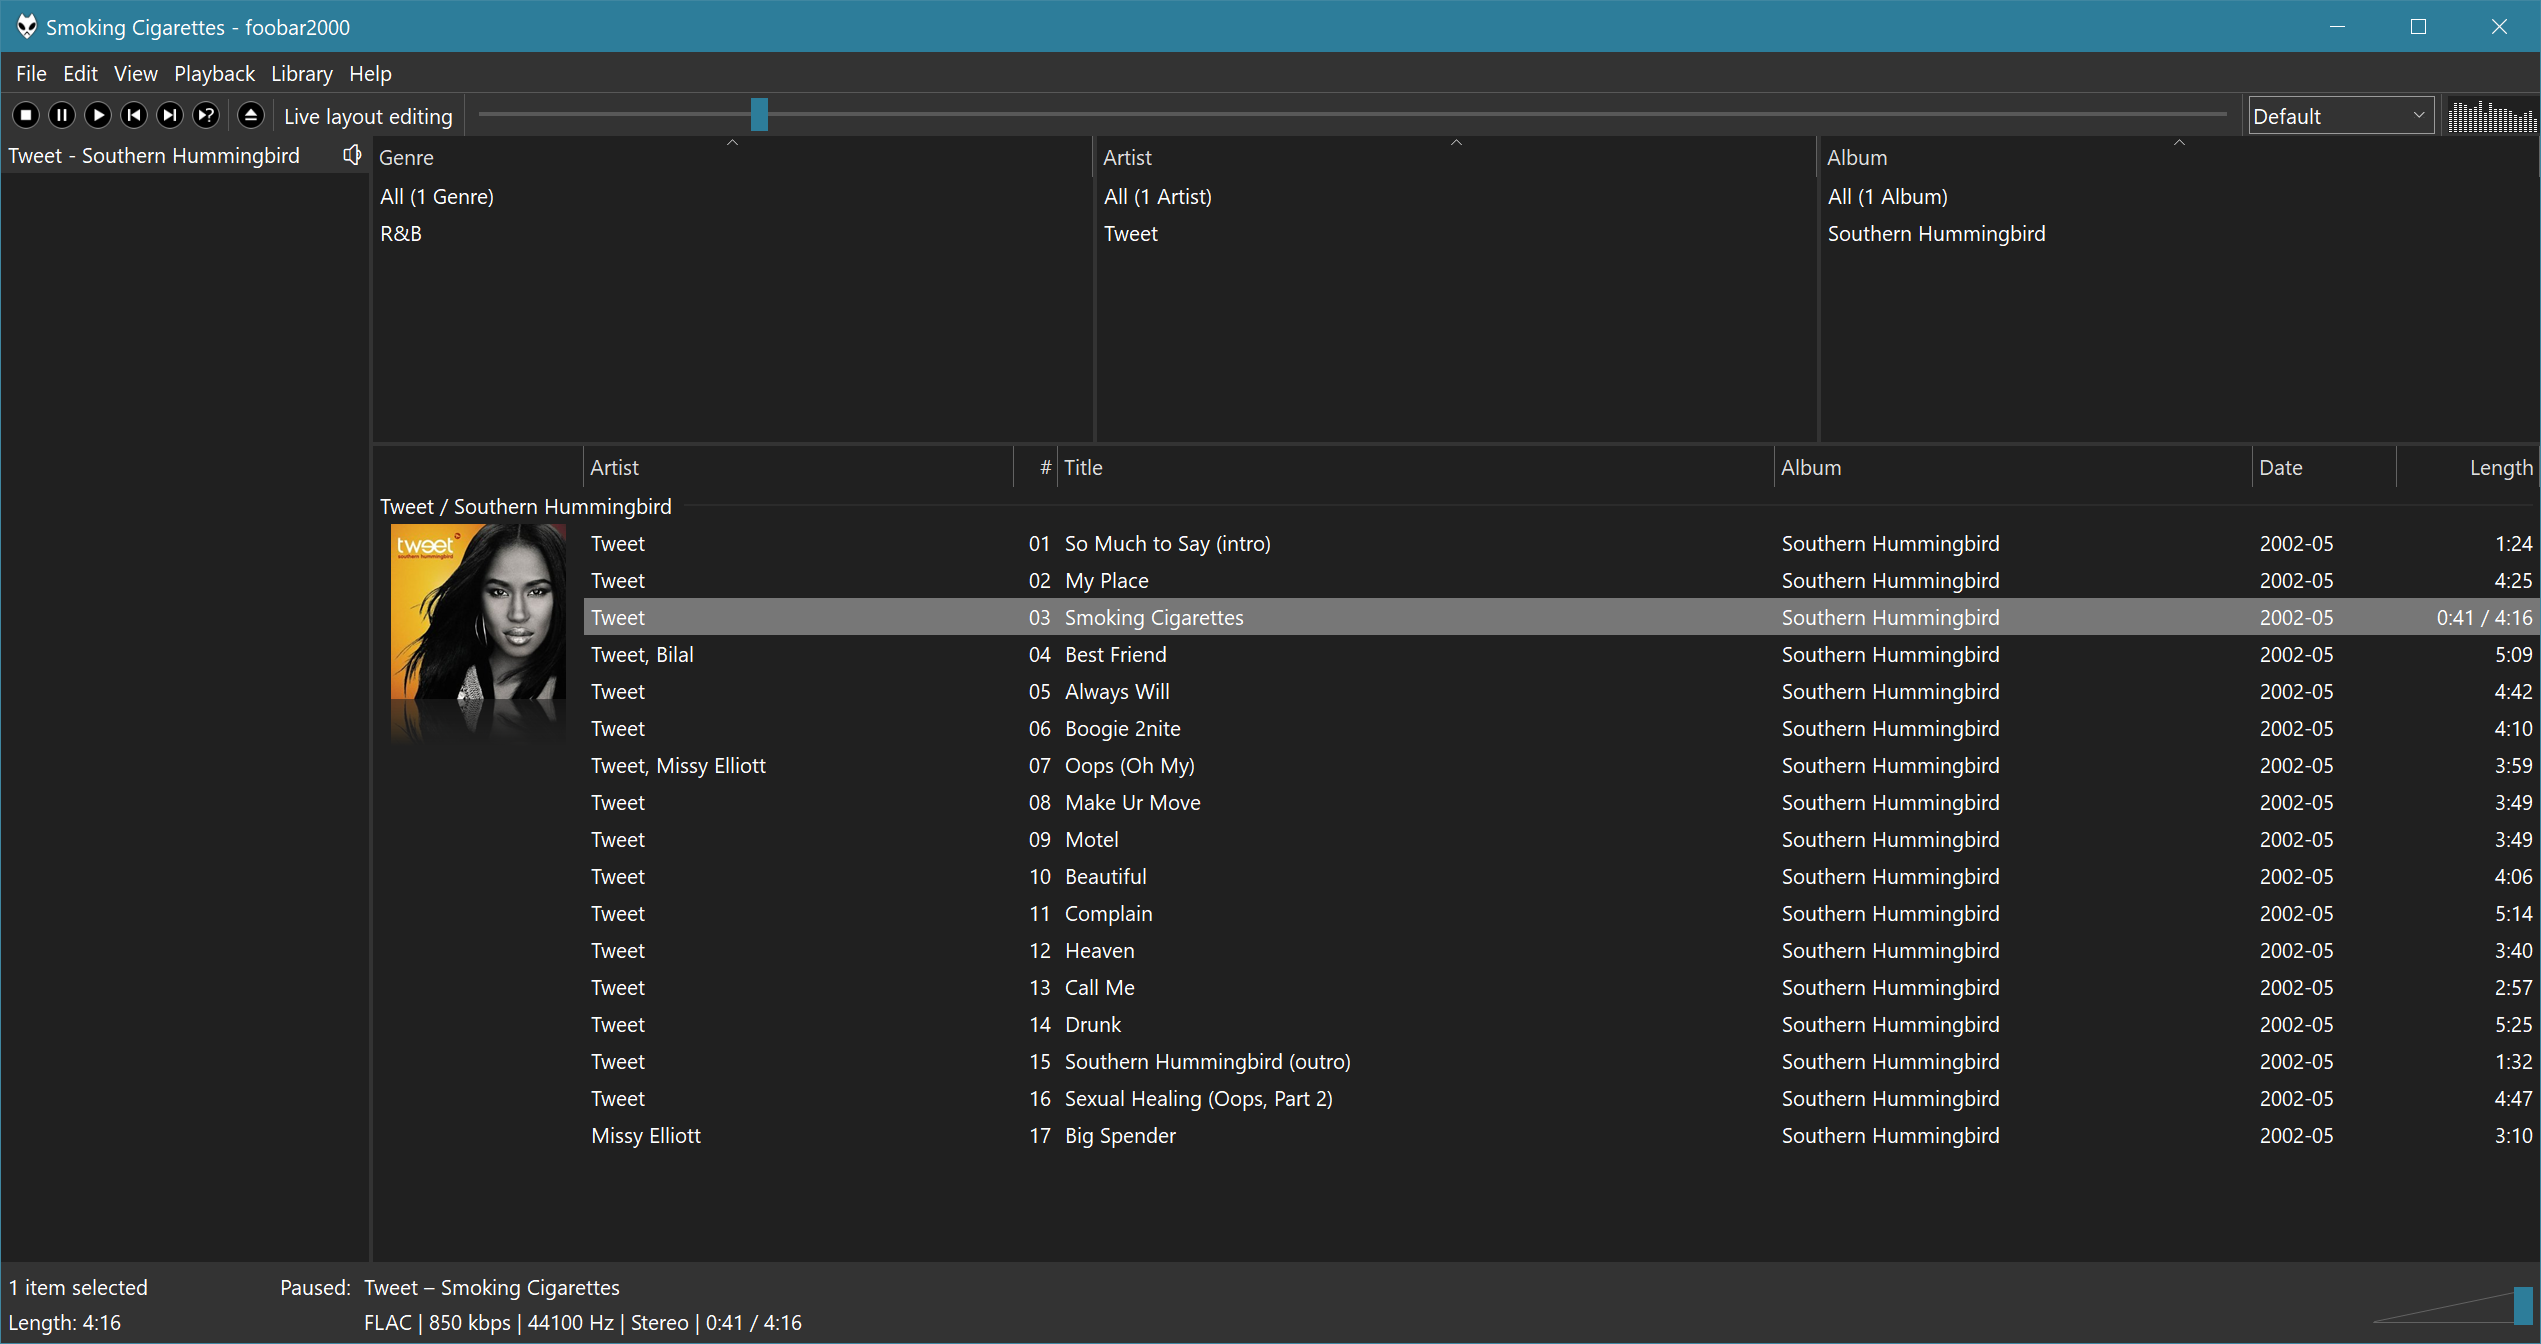 Smoking Cigarettes - foobar2000
File Edit View Playback Library Help
Live layout editing Default
Tweet - Southern Hummingbird
Genre Artist Album
All (1 Genre) All (1 Artist) All (1 Album)
R&B Tweet Southern Hummingbird
Artist # Title Album Date Length
Tweet / Southern Hummingbird
tweet
southern hummingbird
Tweet 01 So Much to Say (intro) Southern Hummingbird 2002-05 1:24
Tweet 02 My Place Southern Hummingbird 2002-05 4:25
Tweet 03 Smoking Cigarettes Southern Hummingbird 2002-05 0:41 / 4:16
Tweet, Bilal 04 Best Friend Southern Hummingbird 2002-05 5:09
Tweet 05 Always Will Southern Hummingbird 2002-05 4:42
Tweet 06 Boogie 2nite Southern Hummingbird 2002-05 4:10
Tweet, Missy Elliott 07 Oops (Oh My) Southern Hummingbird 2002-05 3:59
Tweet 08 Make Ur Move Southern Hummingbird 2002-05 3:49
Tweet 09 Motel Southern Hummingbird 2002-05 3:49
Tweet 10 Beautiful Southern Hummingbird 2002-05 4:06
Tweet 11 Complain Southern Hummingbird 2002-05 5:14
Tweet 12 Heaven Southern Hummingbird 2002-05 3:40
Tweet 13 Call Me Southern Hummingbird 2002-05 2:57
Tweet 14 Drunk Southern Hummingbird 2002-05 5:25
Tweet 15 Southern Hummingbird (outro) Southern Hummingbird 2002-05 1:32
Tweet 16 Sexual Healing (Oops, Part 2) Southern Hummingbird 2002-05 4:47
Missy Elliott 17 Big Spender Southern Hummingbird 2002-05 3:10
1 item selected Paused: Tweet – Smoking Cigarettes
Length: 4:16 FLAC | 850 kbps | 44100 Hz | Stereo | 0:41 / 4:16